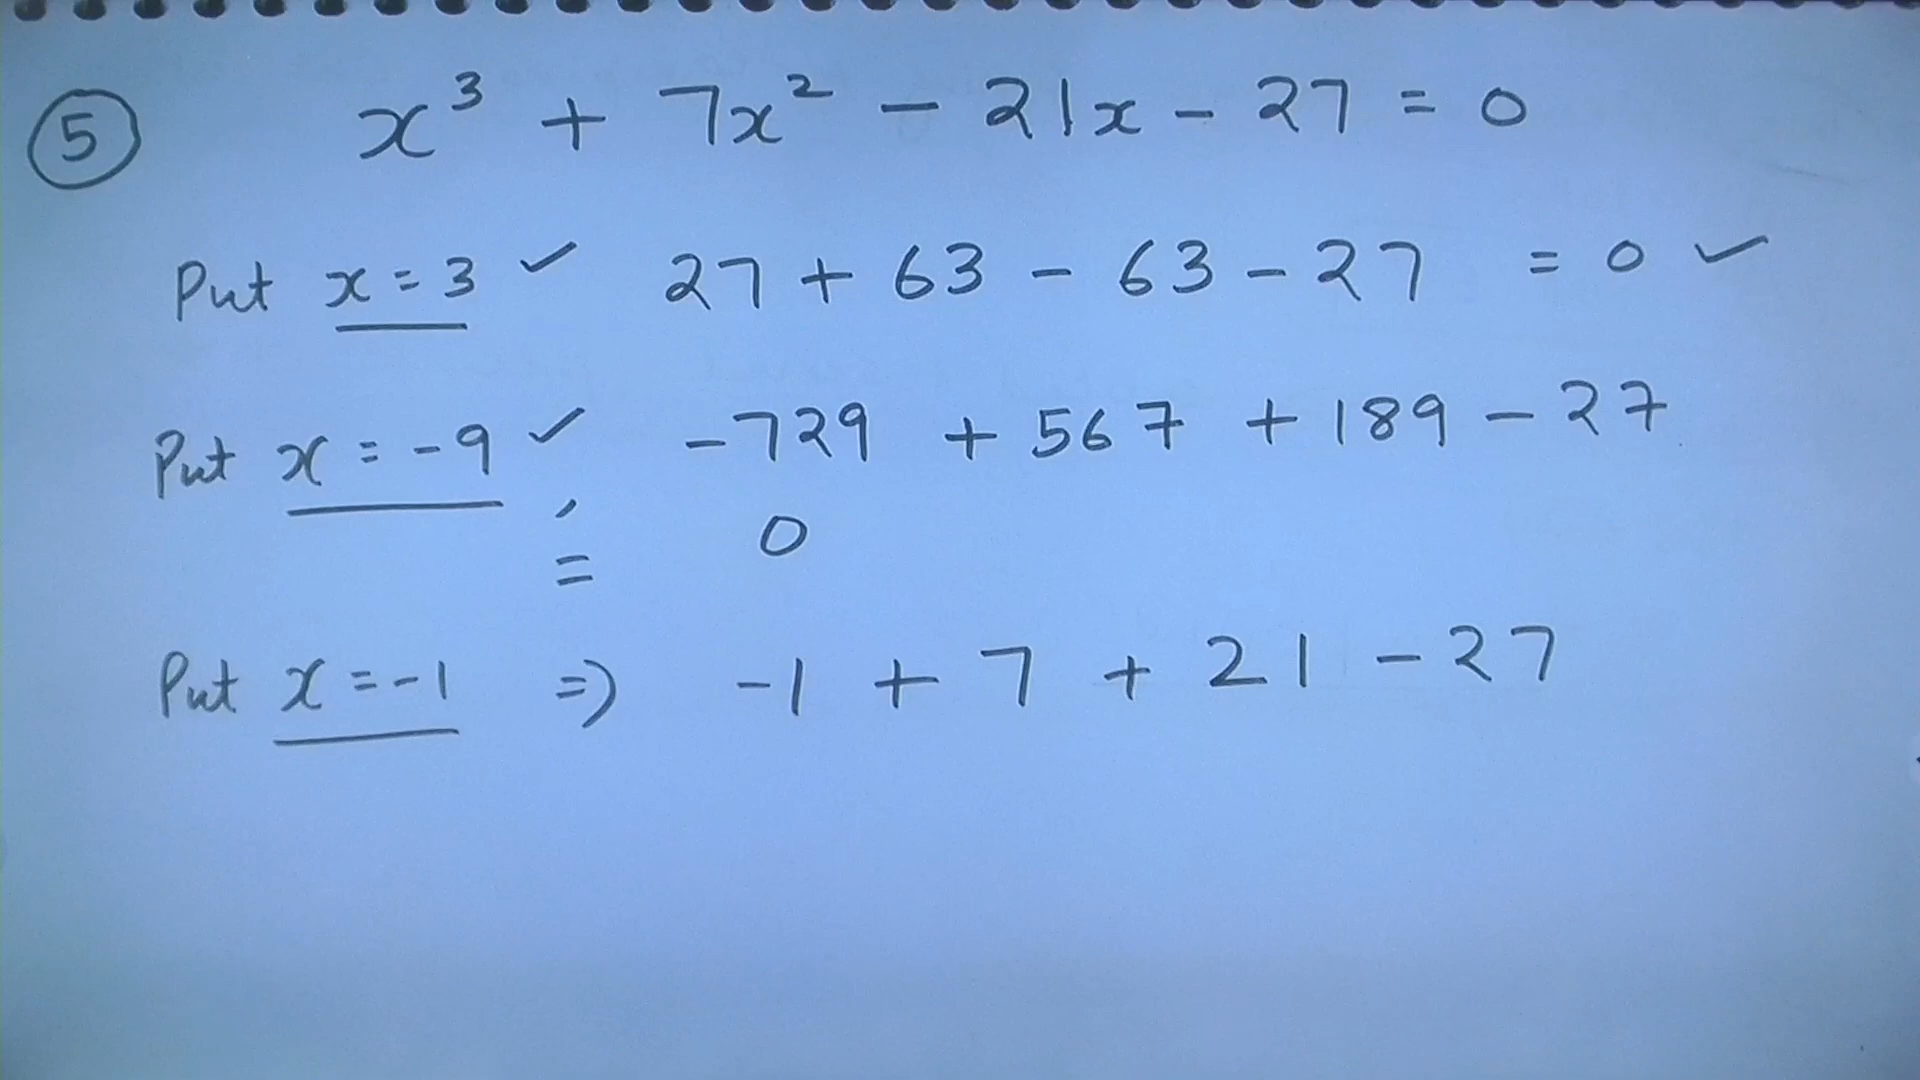 5 x³ + 7x² - 21x - 27 = 0
Put x = 3 ✓ 27 + 63 - 63 - 27 = 0 ✓
Put x = -9 ✓ -729 + 567 + 189 - 27
= 0
Put x = -1 => -1 + 7 + 21 - 27